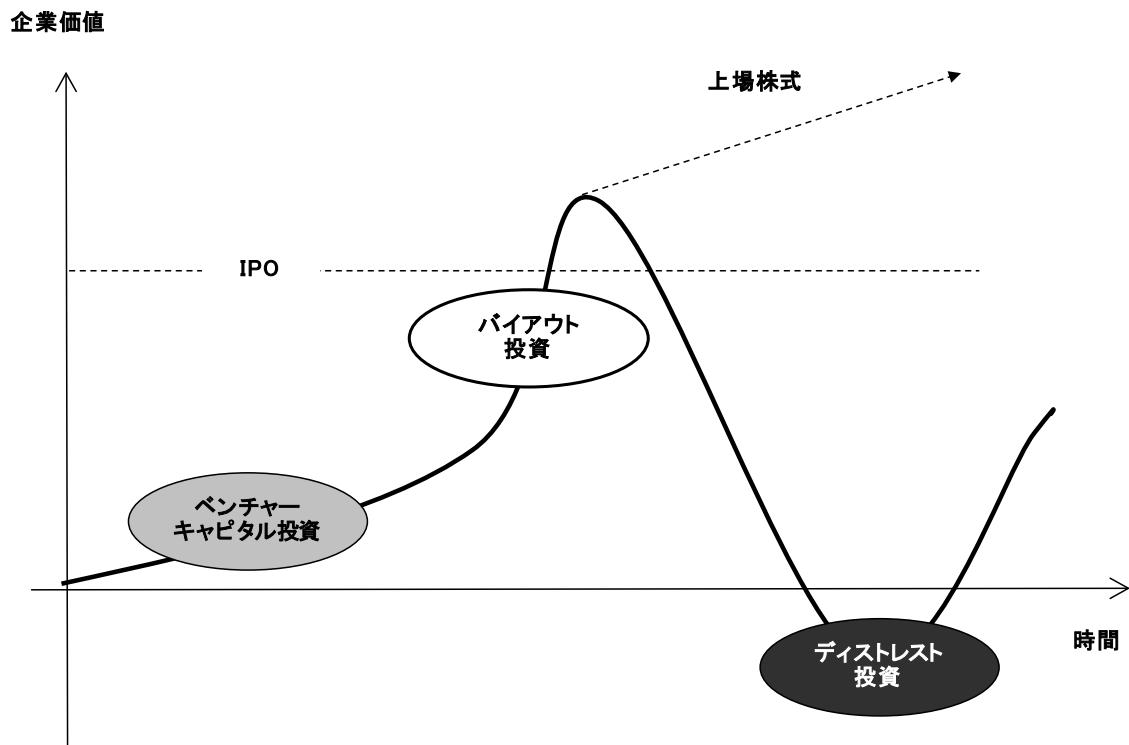 企業価値
上場株式
IPO
バイアウト
投資
ベンチャー
キャピタル投資
時間
ディストレスト
投資